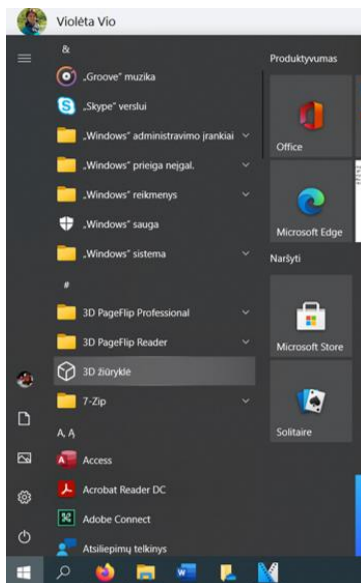 Violėta Vio
&
„Groove“ muzika
„Skype“ verslui
„Windows“ administravimo įrankiai
„Windows“ prieiga neįgal.
„Windows“ reikmenys
„Windows“ sauga
„Windows“ sistema
#
3D PageFlip Professional
3D PageFlip Reader
3D žiūryklė
7-Zip
A, Ą
Access
Acrobat Reader DC
Adobe Connect
Atsiliepimų telkinys
Produktyvumas
Office
Microsoft Edge
Naršyti
Microsoft Store
Solitaire